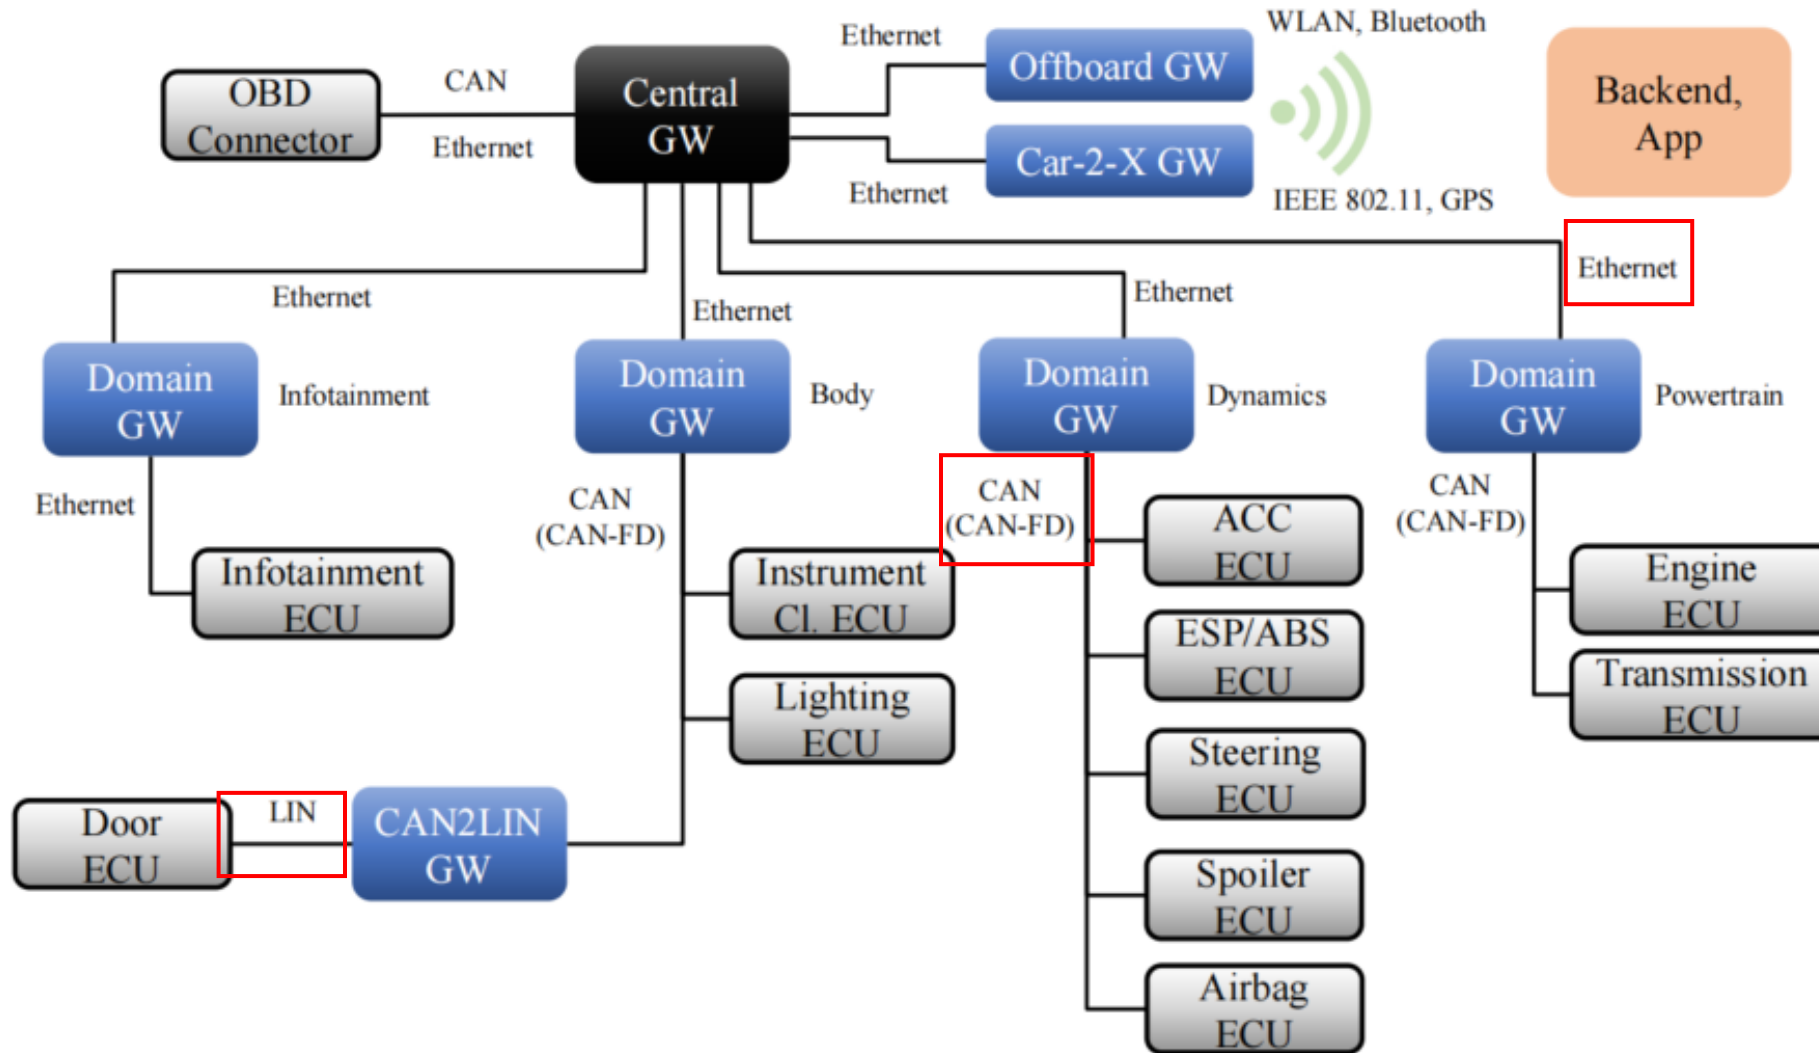 WLAN, Bluetooth
Ethernet
Offboard GW
Backend,
App
OBD
Connector
CAN
Ethernet
Central
GW
Car-2-X GW
Ethernet
IEEE 802.11, GPS
Ethernet
Ethernet
Ethernet
Ethernet
Domain
GW
Infotainment
Domain
GW
Body
Domain
GW
Dynamics
Domain
GW
Powertrain
Ethernet
CAN
(CAN-FD)
CAN
(CAN-FD)
CAN
(CAN-FD)
Infotainment
ECU
Instrument
Cl. ECU
ACC
ECU
Engine
ECU
Lighting
ECU
ESP/ABS
ECU
Transmission
ECU
Steering
ECU
Door
ECU
LIN
CAN2LIN
GW
Spoiler
ECU
Airbag
ECU